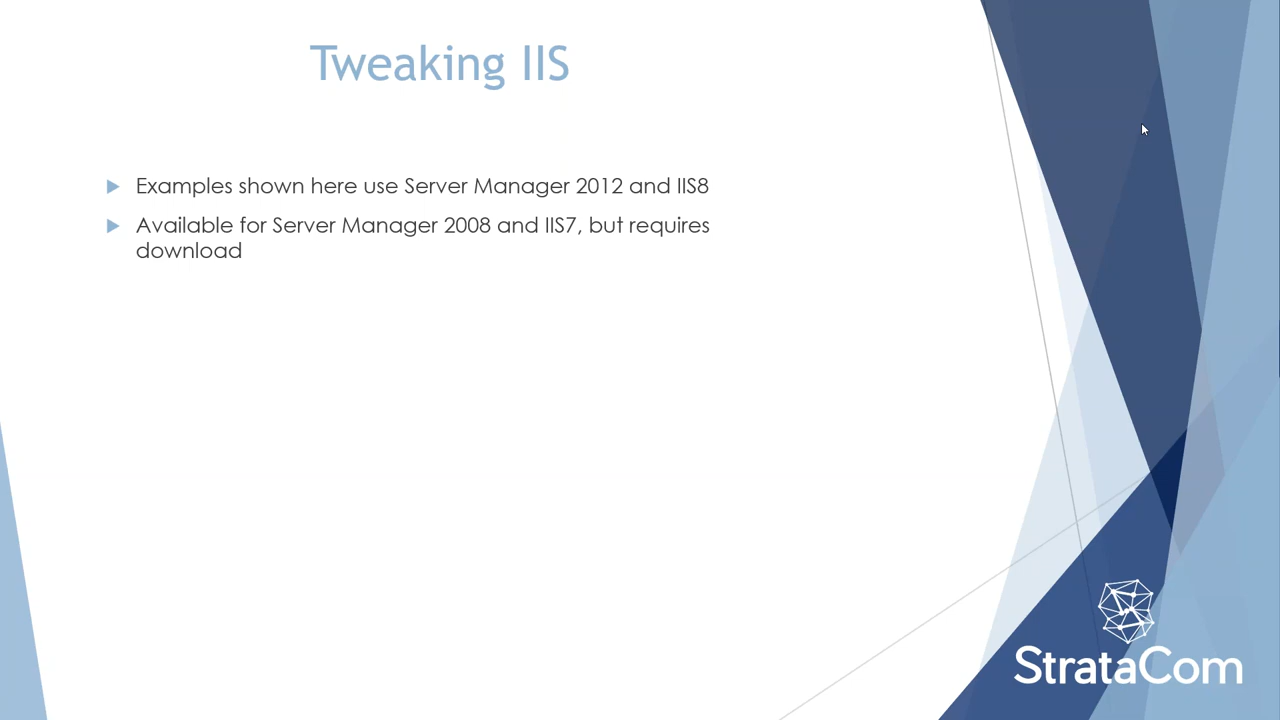 Tweaking IIS
Examples shown here use Server Manager 2012 and IIS8
Available for Server Manager 2008 and IIS7, but requires
download
StrataCom